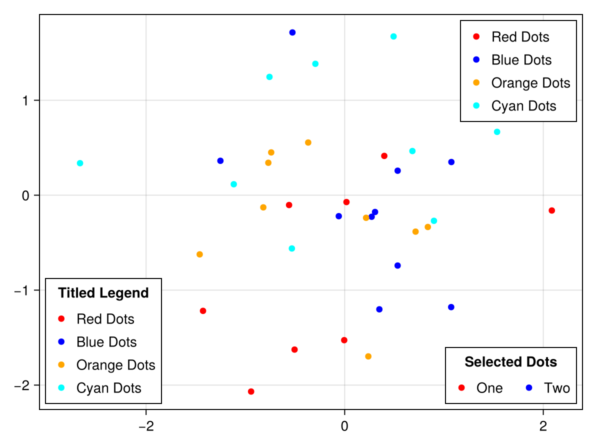 Red Dots
Blue Dots
Orange Dots
Cyan Dots
1
0
−1
−2
Titled Legend
Red Dots
Blue Dots
Orange Dots
Cyan Dots
Selected Dots
One Two
−2 0 2